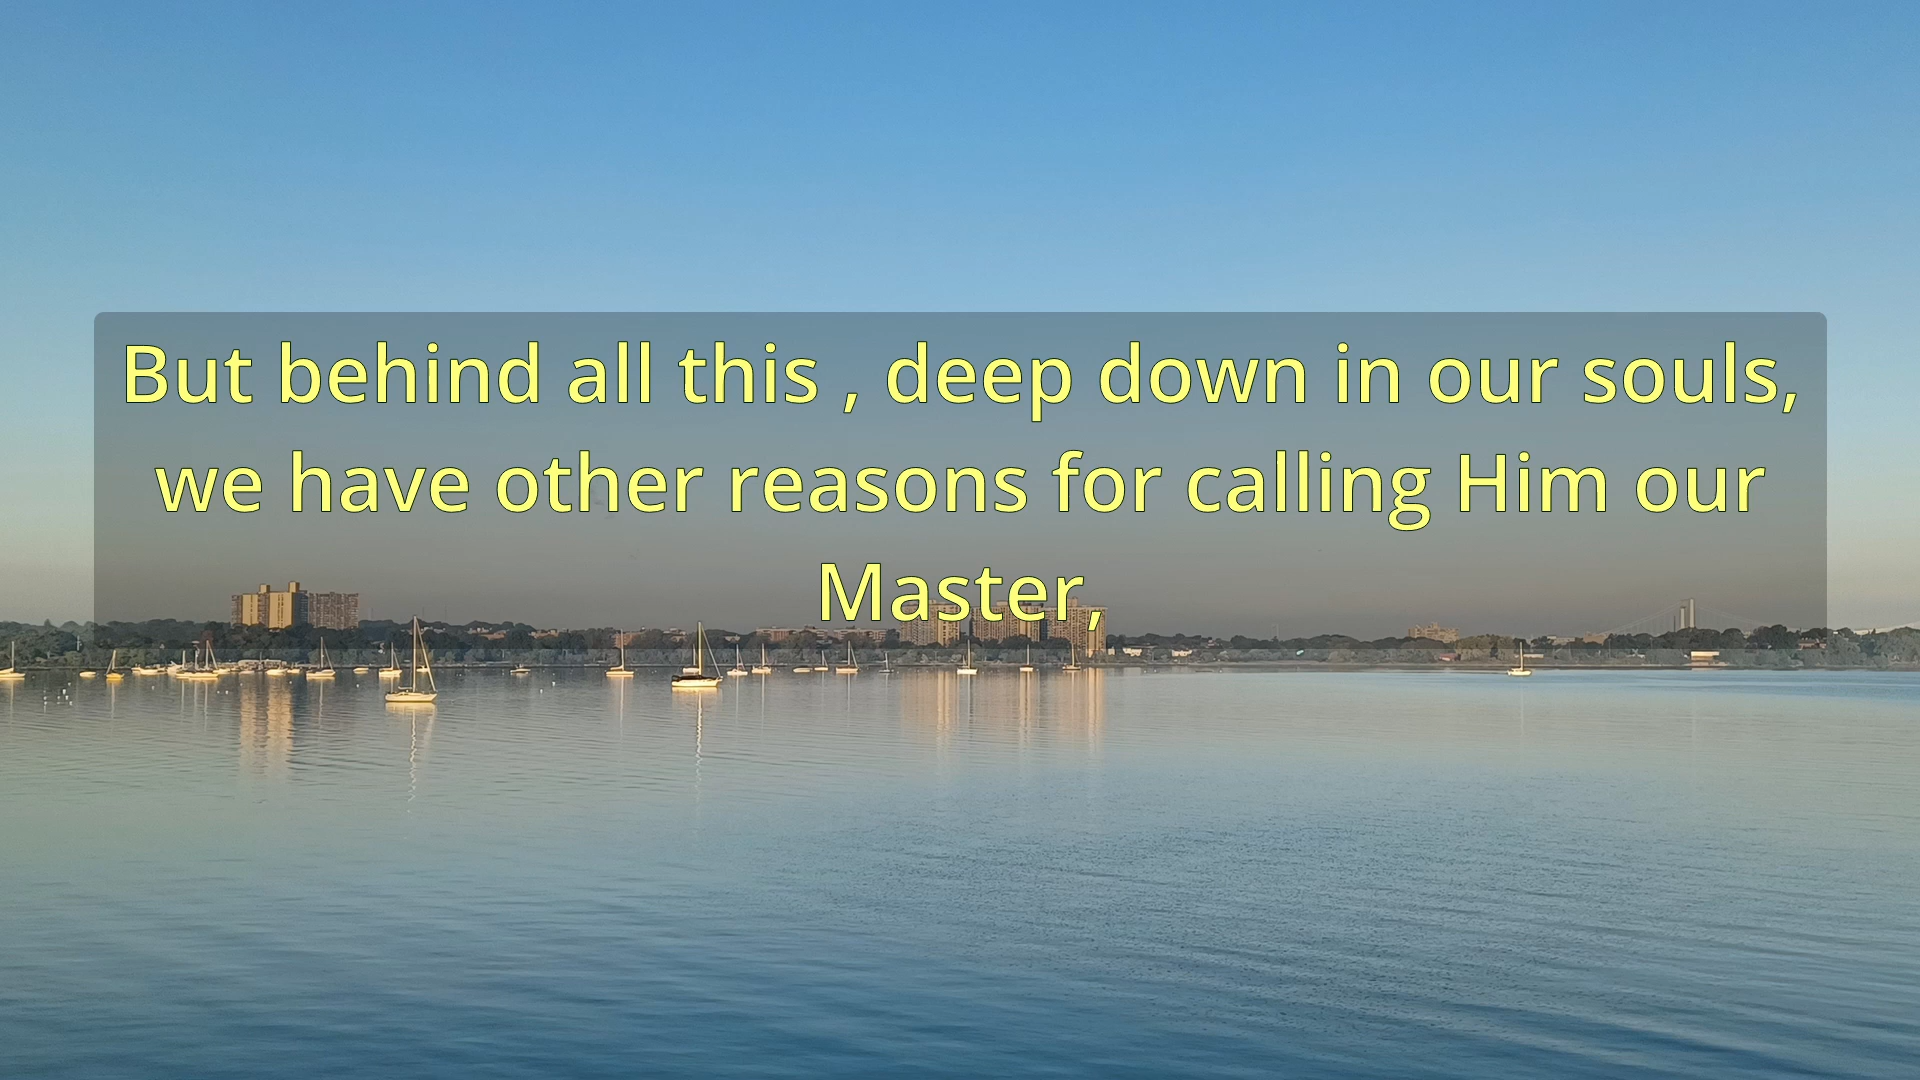 But behind all this , deep down in our souls,
we have other reasons for calling Him our
Master,